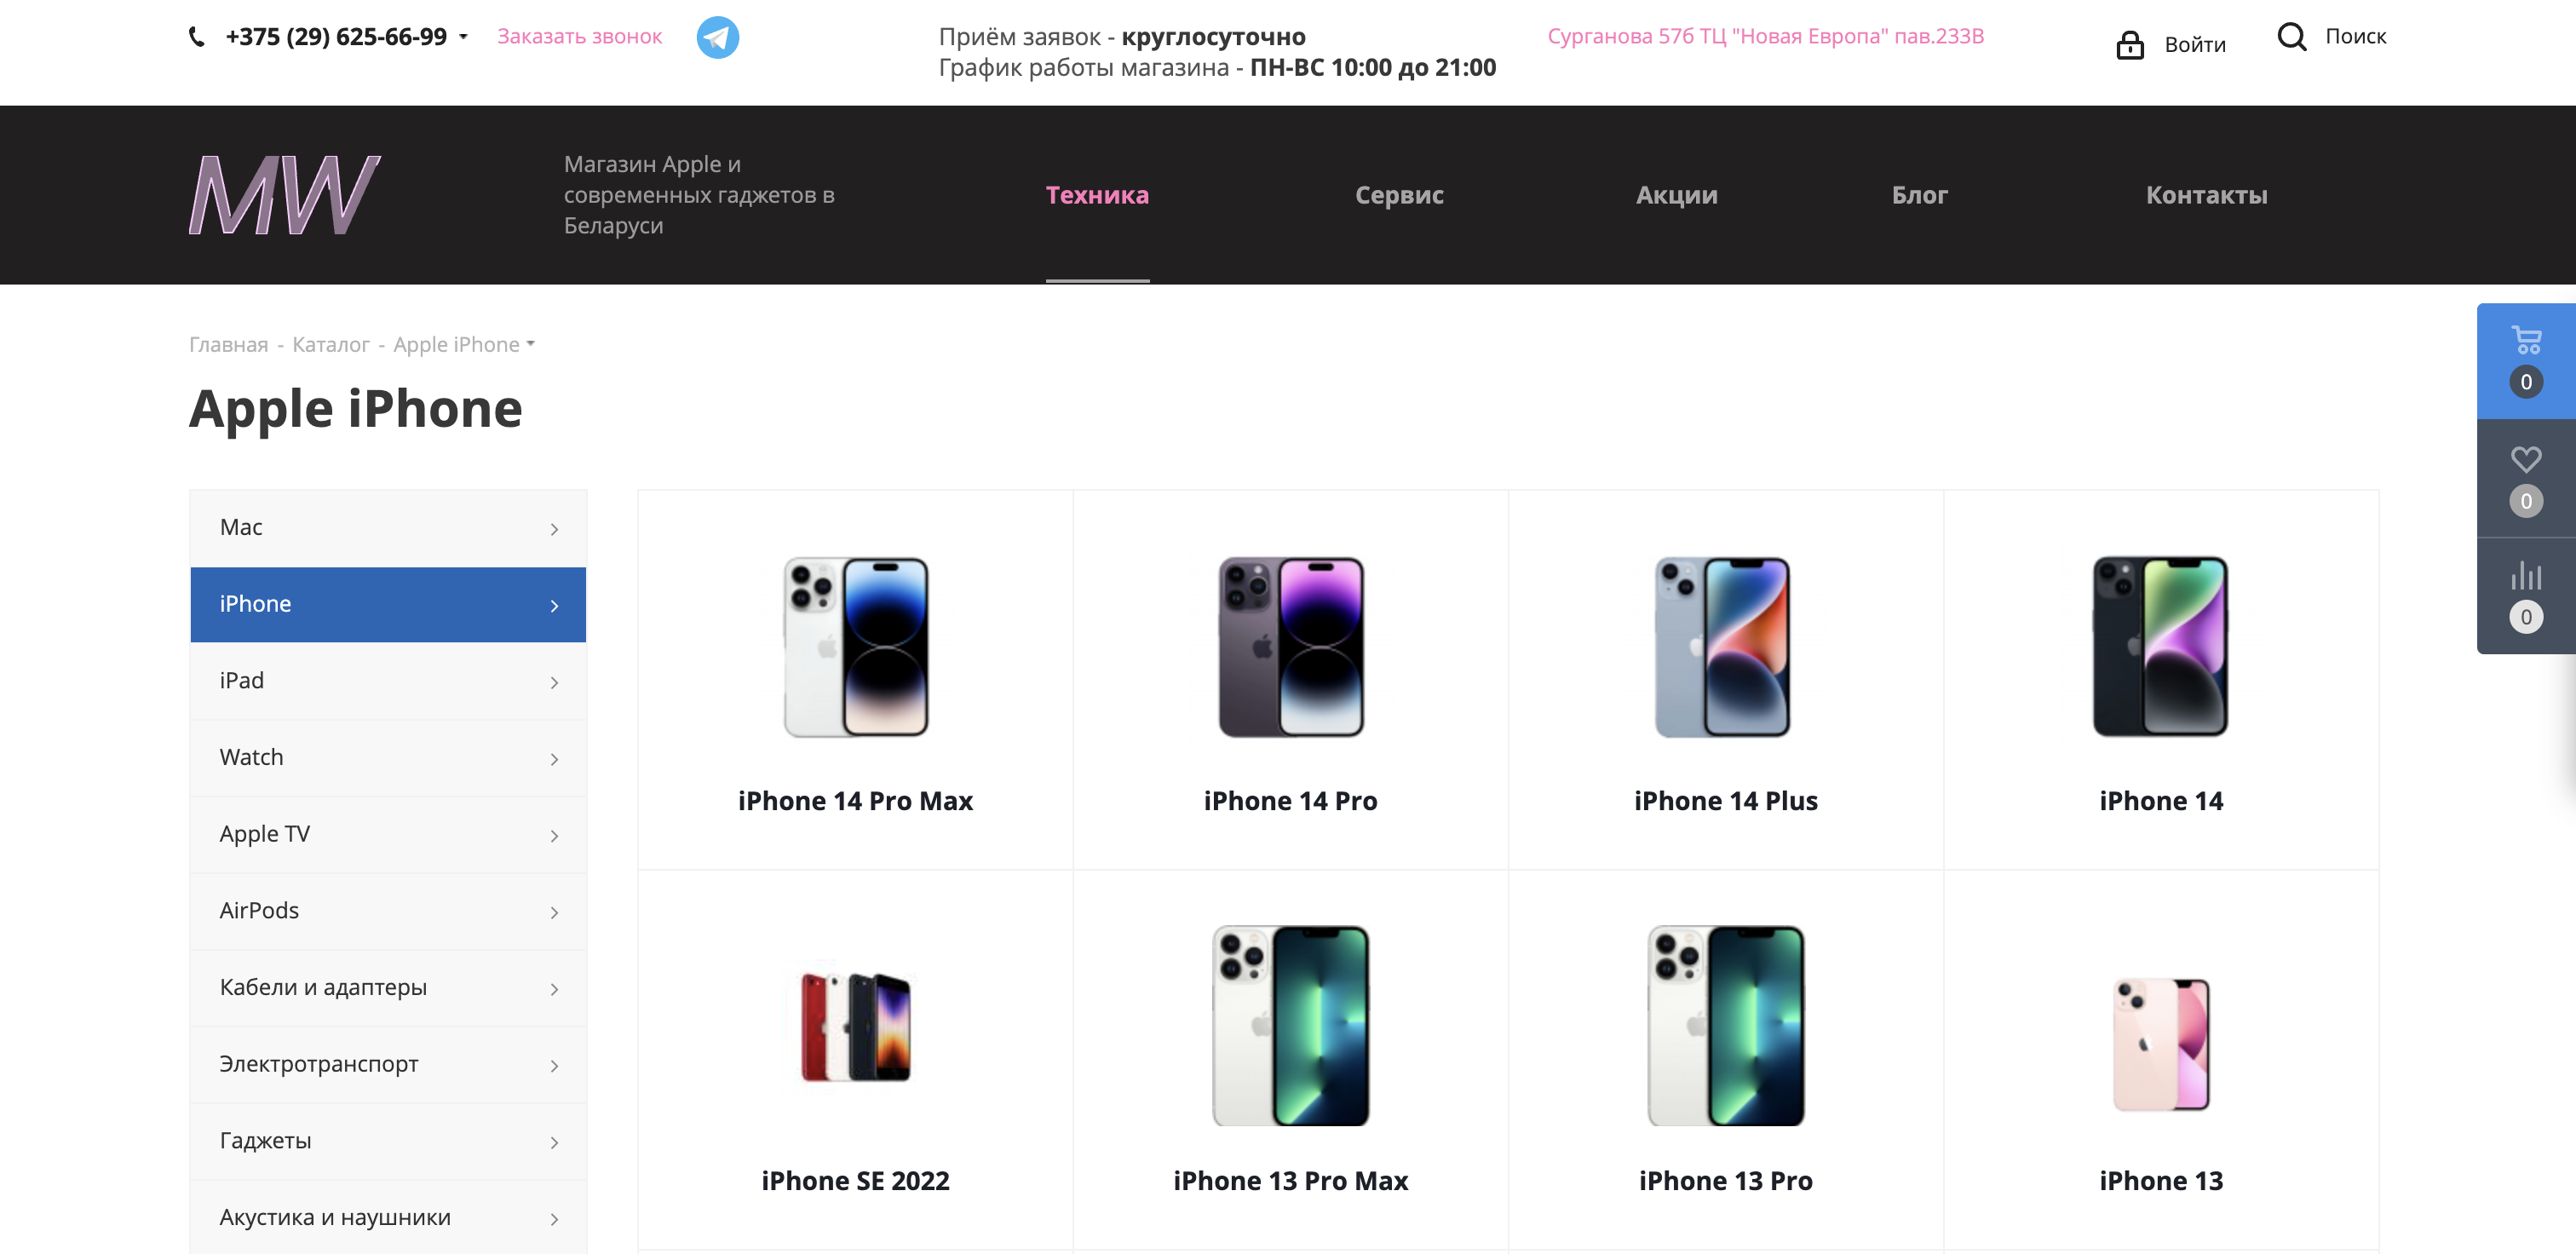 +375 (29) 625-66-99
Заказать звонок
Приём заявок - круглосуточно
График работы магазина - ПН-ВС 10:00 до 21:00
Сурганова 57б ТЦ "Новая Европа" пав.233В
Войти
Поиск
MW
Магазин Apple и
современных гаджетов в
Беларуси
Техника
Сервис
Акции
Блог
Контакты
Главная - Каталог - Apple iPhone
Apple iPhone
0
0
0
Mac
iPhone
iPad
Watch
Apple TV
AirPods
Кабели и адаптеры
Электротранспорт
Гаджеты
Акустика и наушники
iPhone 14 Pro Max
iPhone 14 Pro
iPhone 14 Plus
iPhone 14
iPhone SE 2022
iPhone 13 Pro Max
iPhone 13 Pro
iPhone 13